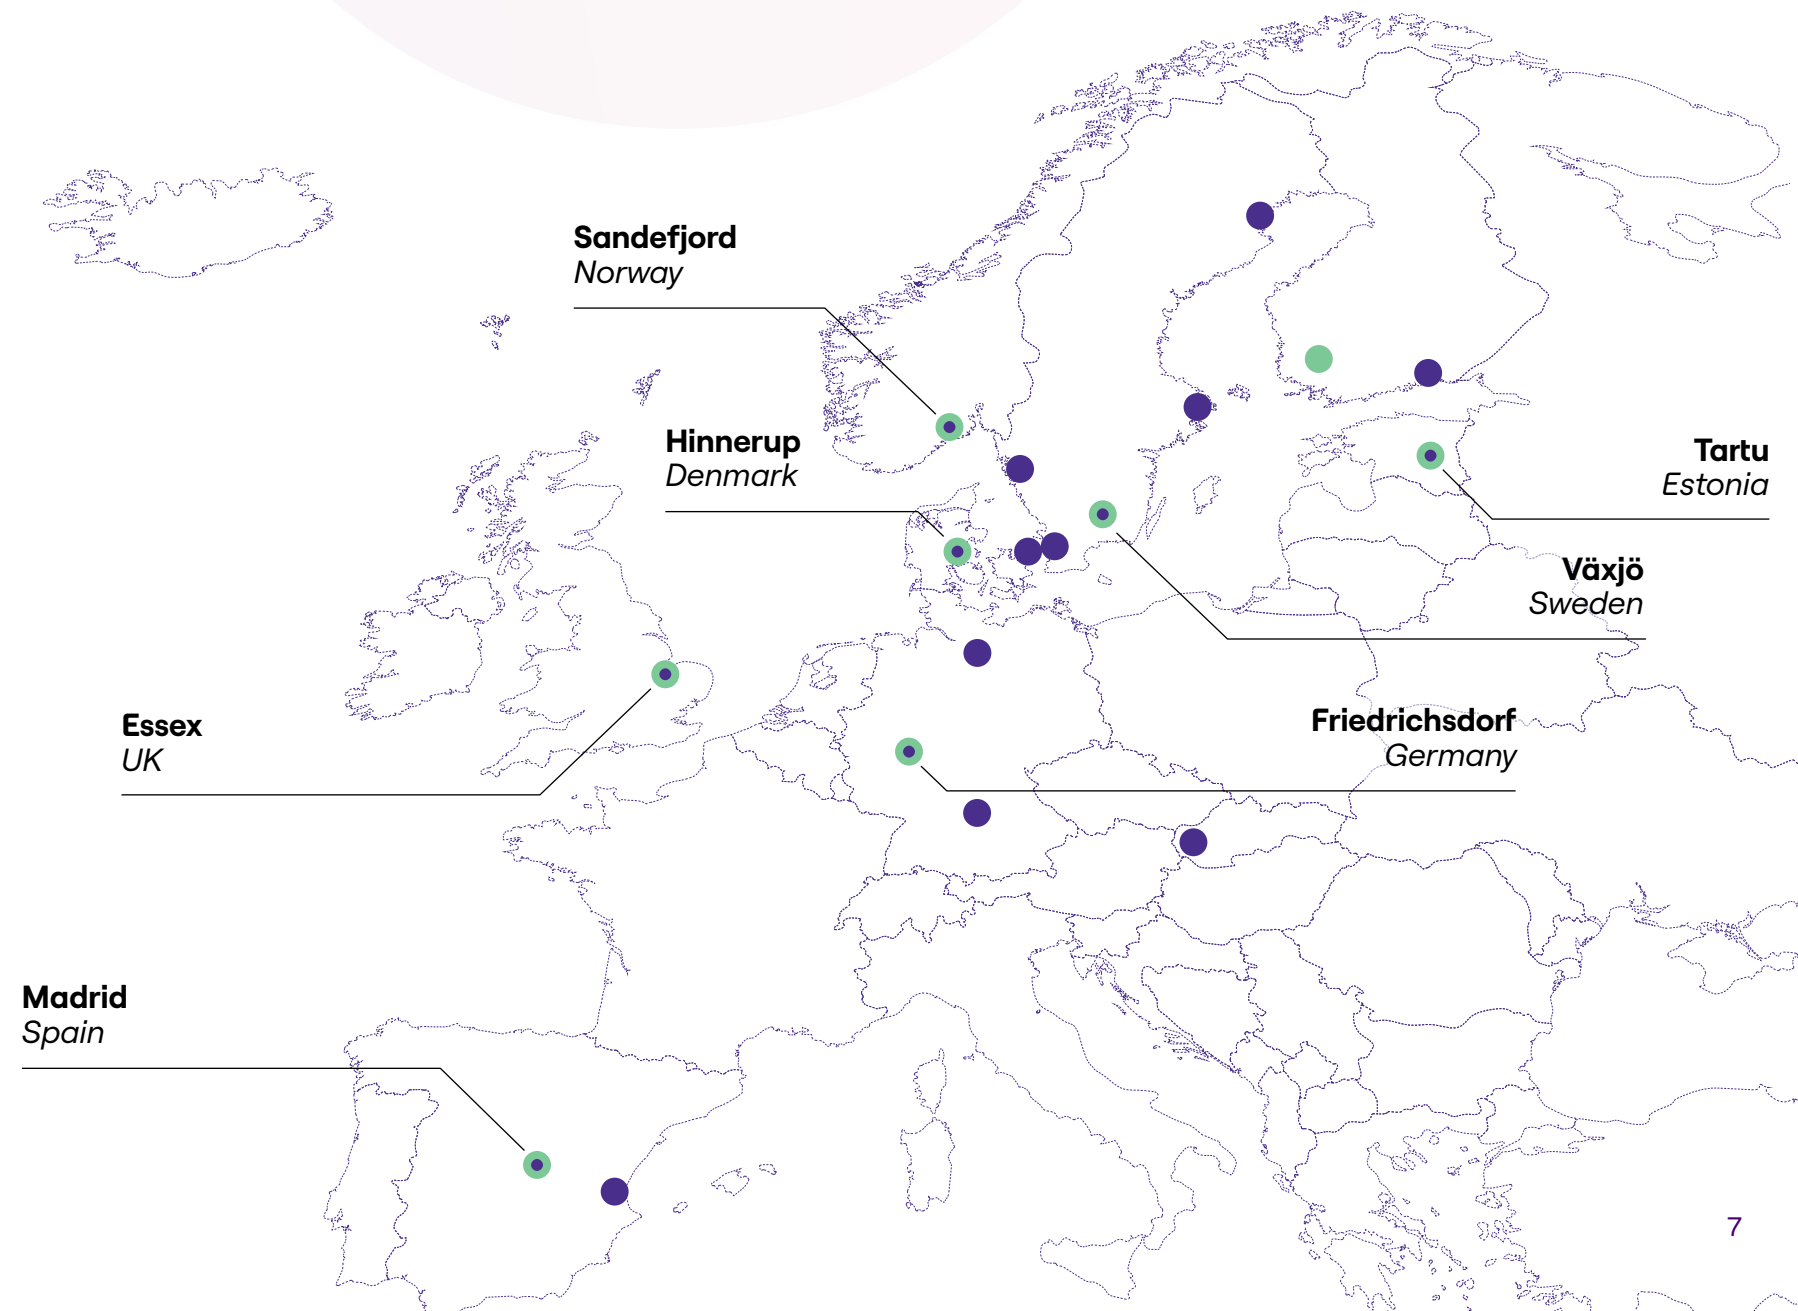 Sandefjord
Norway
Hinnerup
Denmark
Tartu
Estonia
Växjö
Sweden
Essex
UK
Friedrichsdorf
Germany
Madrid
Spain
7